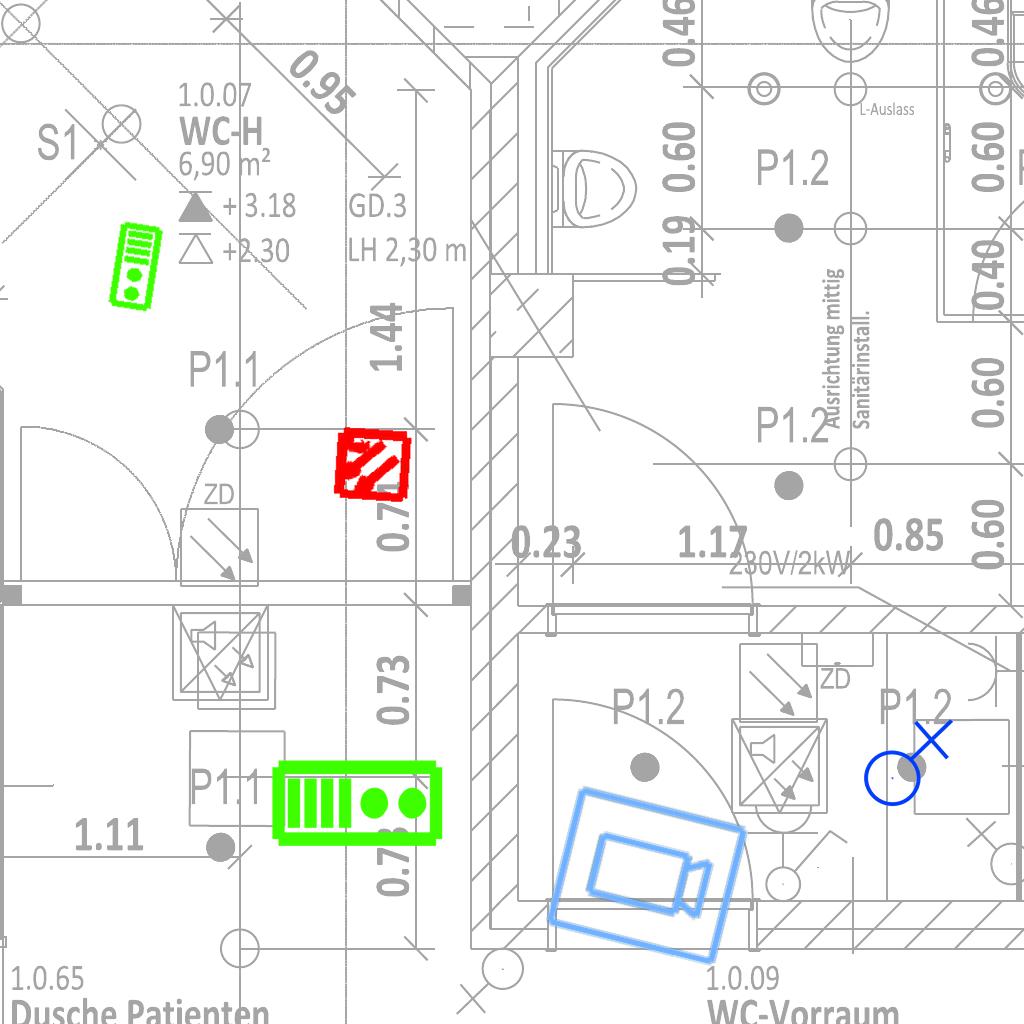 0.95
1.0.07
WC-H
6,90 m²
S1
+ 3.18
GD.3
+2.30
LH 2,30 m
1.44
P1.1
ZD
0.73
P1.1
1.11
1.0.65
Dusche Patienten
0.46
0.60
0.19
L-Auslass
P1.2
0.46
0.60
0.40
Ausrichtung mittig
Sanitärinstall.
P1.2
0.60
0.60
0.23
1.17
0.85
230V/2kW
ZD
P1.2
P1.2
1.0.09
WC-Vorraum